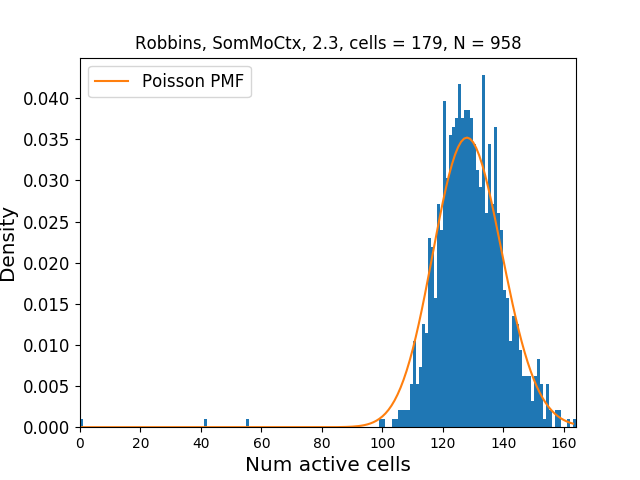 Robbins, SomMoCtx, 2.3, cells = 179, N = 958
Poisson PMF
Density
0.040
0.035
0.030
0.025
0.020
0.015
0.010
0.005
0.000
0 20 40 60 80 100 120 140 160
Num active cells